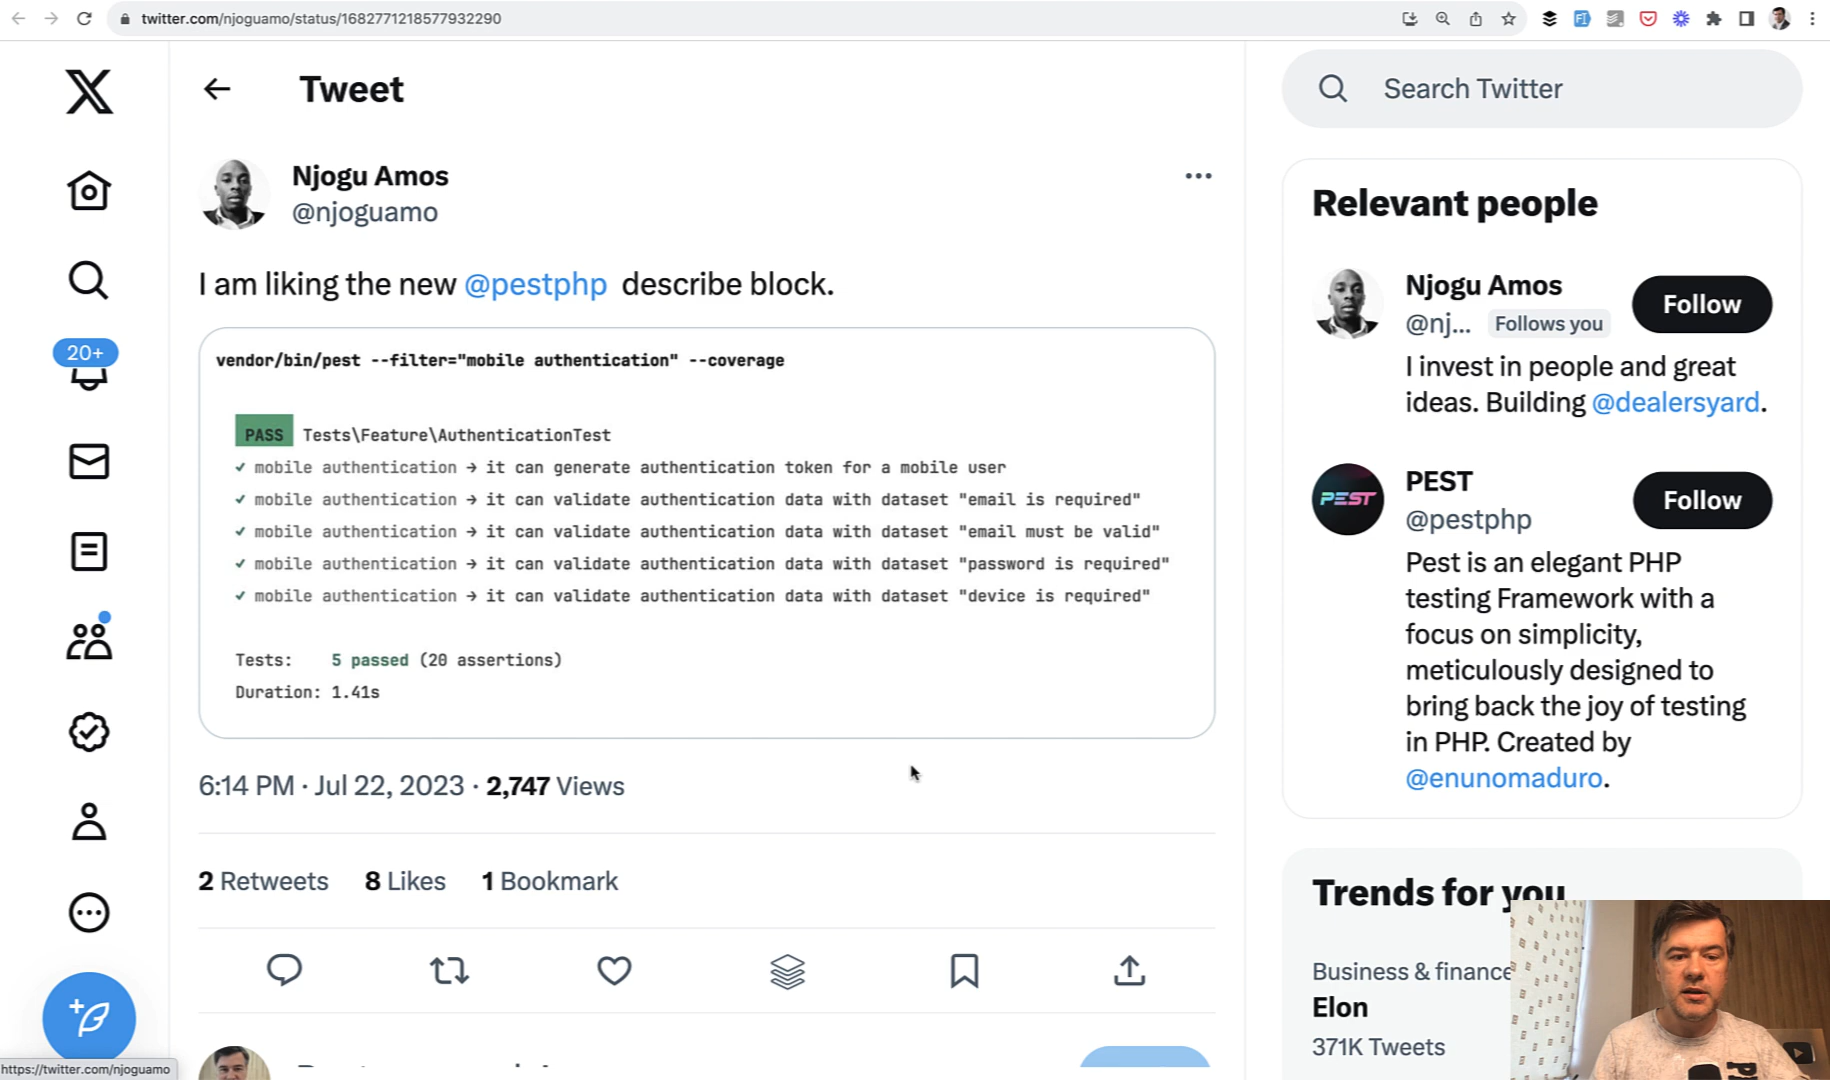 twitter.com/njoguamo/status/1682771218577932290
Tweet
Search Twitter
Njogu Amos
@njoguamo
I am liking the new @pestphp describe block.
vendor/bin/pest --filter="mobile authentication" --coverage
PASS Tests\Feature\AuthenticationTest
✓ mobile authentication → it can generate authentication token for a mobile user
✓ mobile authentication → it can validate authentication data with dataset "email is required"
✓ mobile authentication → it can validate authentication data with dataset "email must be valid"
✓ mobile authentication → it can validate authentication data with dataset "password is required"
✓ mobile authentication → it can validate authentication data with dataset "device is required"
Tests: 5 passed (20 assertions)
Duration: 1.41s
6:14 PM · Jul 22, 2023 · 2,747 Views
2 Retweets 8 Likes 1 Bookmark
20+
Relevant people
Njogu Amos
@nj... Follows you
Follow
I invest in people and great
ideas. Building @dealersyard.
PEST
PEST
@pestphp
Follow
Pest is an elegant PHP
testing Framework with a
focus on simplicity,
meticulously designed to
bring back the joy of testing
in PHP. Created by
@enunomaduro.
Trends for you
Business & finance
Elon
371K Tweets
https://twitter.com/njoguamo